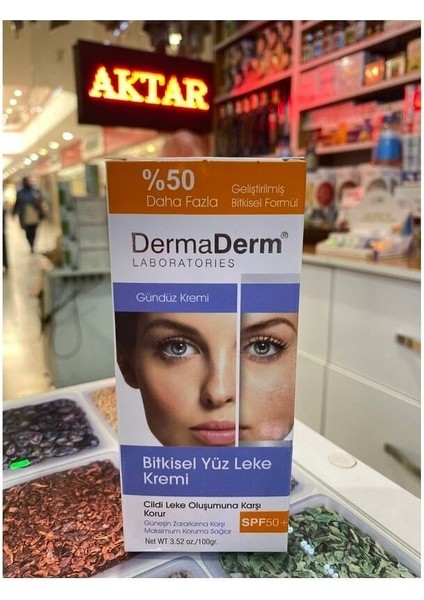 AKTAR
%50
Daha Fazla
Geliştirilmiş
Bitkisel Formül
DermaDerm®
LABORATORIES
Gündüz Kremi
Bitkisel Yüz Leke
Kremi
Cildi Leke Oluşumuna Karşı
Korur
Güneşin Zararlarına Karşı
Maksimum Koruma Sağlar
SPF50+
Net WT 3.52 oz./100gr.